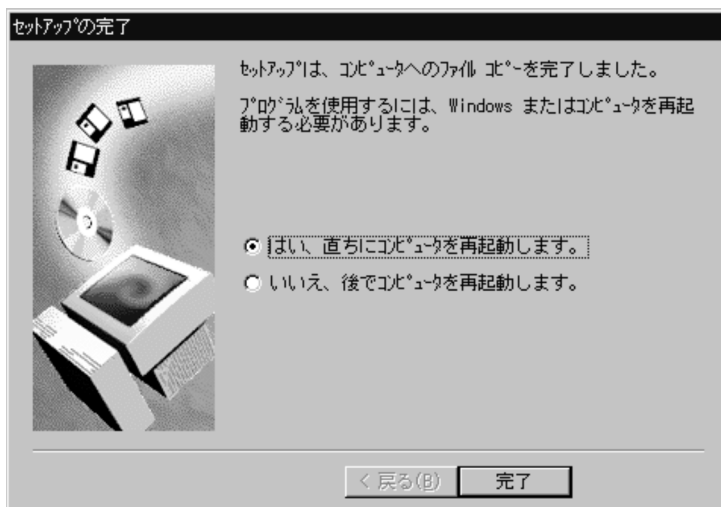 ｾｯﾄｱｯﾌﾟの完了
ｾｯﾄｱｯﾌﾟは、ｺﾝﾋﾟｭｰﾀへのﾌｧｲﾙ ｺﾋﾟｰを完了しました。
ﾌﾟﾛｸﾞﾗﾑを使用するには、Windows またはｺﾝﾋﾟｭｰﾀを再起
動する必要があります。
はい、直ちにｺﾝﾋﾟｭｰﾀを再起動します。
いいえ、後でｺﾝﾋﾟｭｰﾀを再起動します。
< 戻る(B)
完了